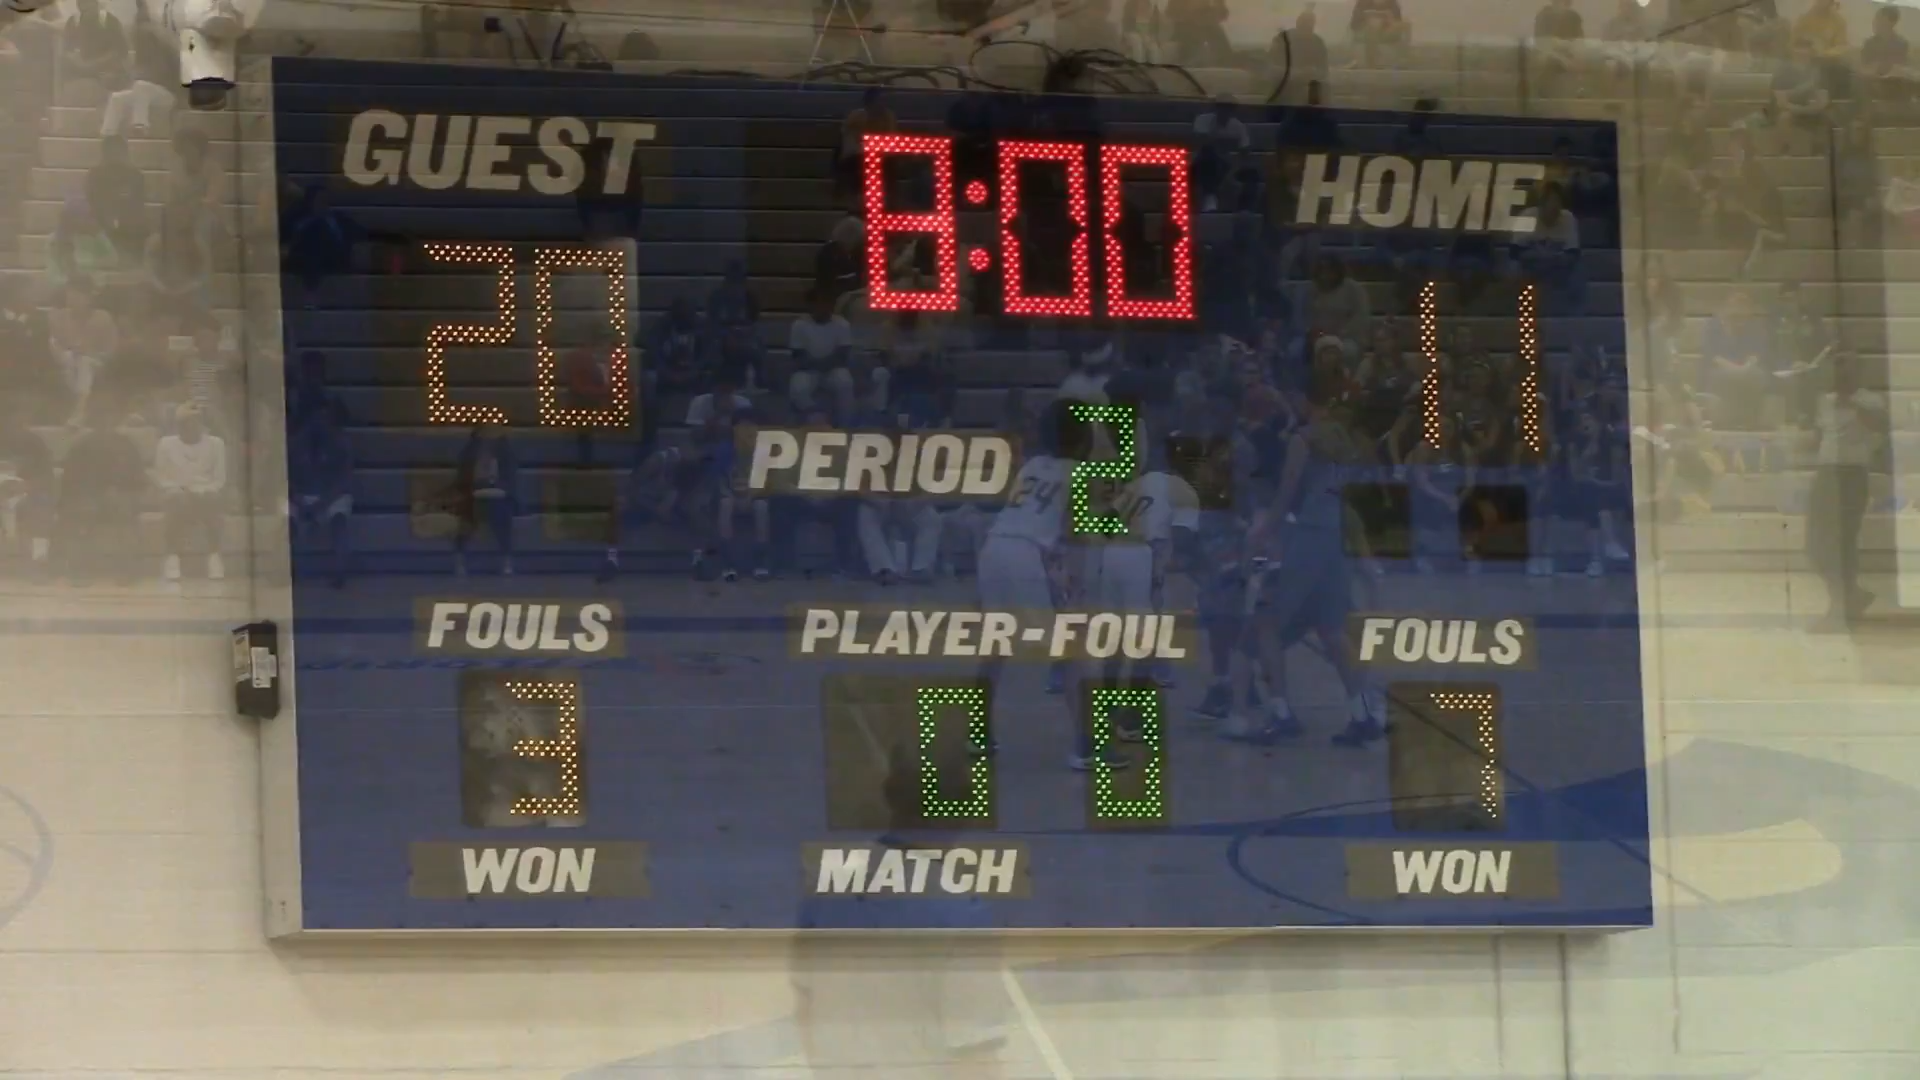 GUEST 8:00 HOME
20 11
PERIOD 2
24
FOULS PLAYER-FOUL FOULS
3 0 0 7
WON MATCH WON